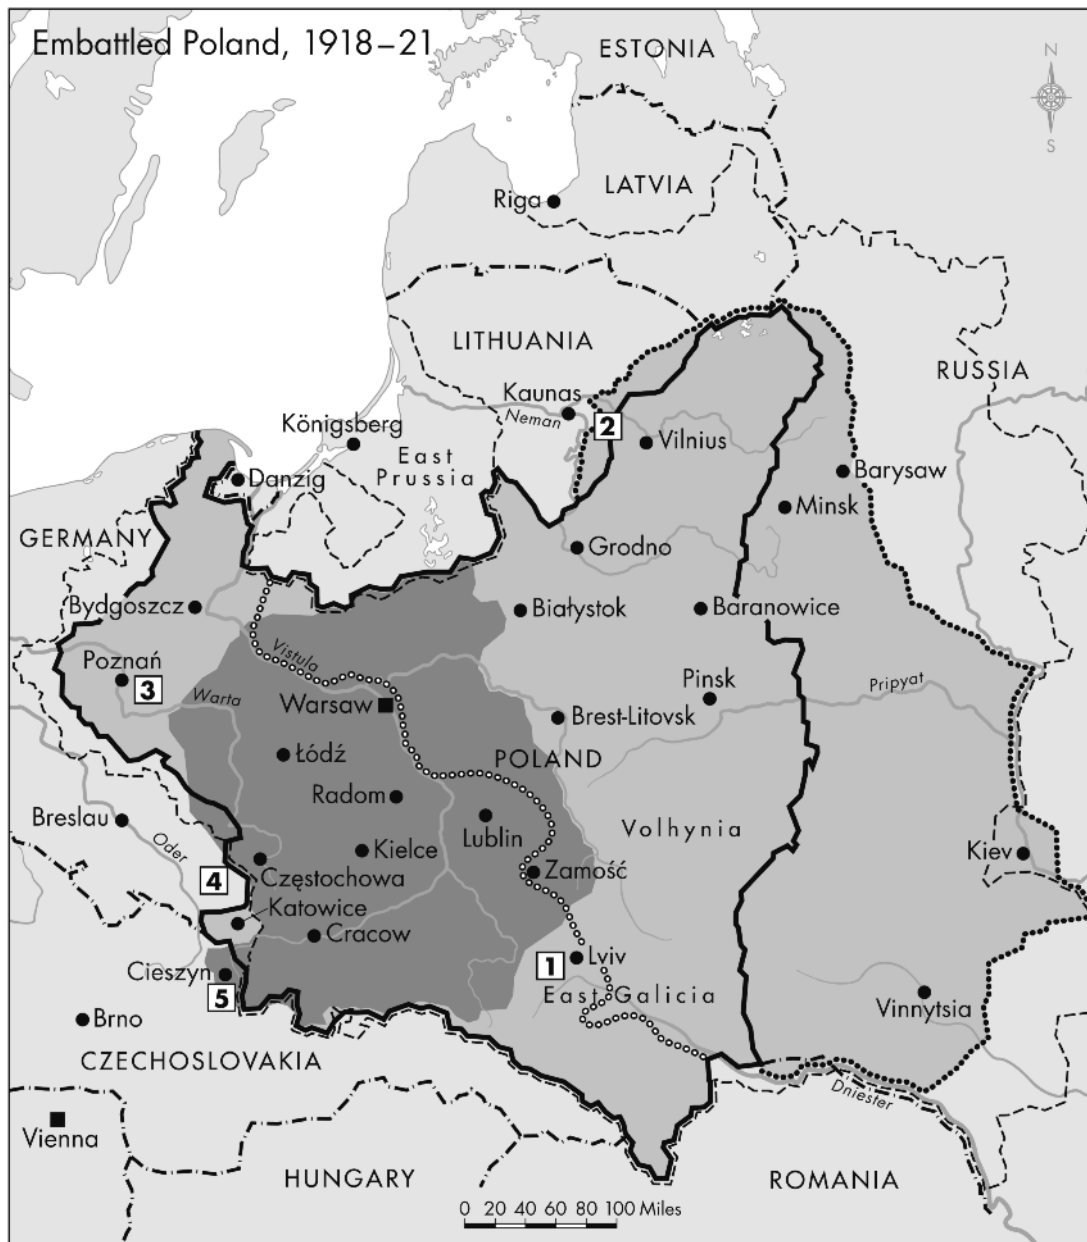 Embattled Poland, 1918–21
ESTONIA
N
S
LATVIA
Riga
LITHUANIA
RUSSIA
Kaunas
Neman
2
Vilnius
Königsberg
East
Prussia
Danzig
Barysaw
Minsk
GERMANY
Grodno
Bydgoszcz
Białystok
Baranowice
Poznań
3
Vistula
Warta
Warsaw
Pinsk
Pripyat
Brest-Litovsk
Łódź
POLAND
Radom
Breslau
Oder
Lublin
Volhynia
Kielce
Kiev
4
Częstochowa
Zamość
Katowice
Cracow
Cieszyn
5
1
Lviv
East Galicia
Vinnytsia
Brno
CZECHOSLOVAKIA
Dniester
Vienna
HUNGARY
ROMANIA
0 20 40 60 80 100 Miles